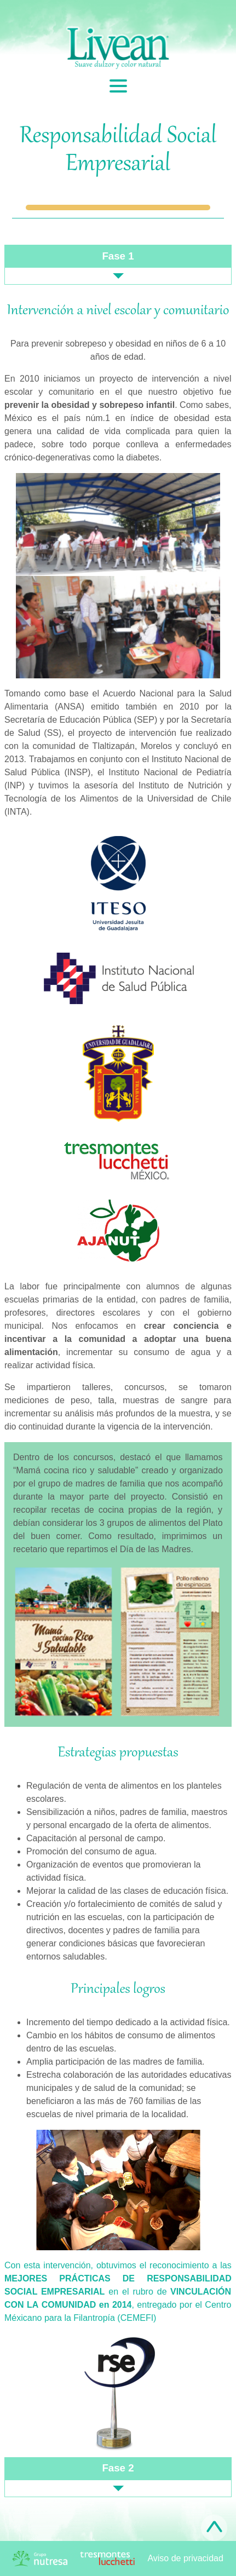 Livean®
Suave dulzor y color natural
Responsabilidad Social
Empresarial
Fase 1
Intervención a nivel escolar y comunitario
Para prevenir sobrepeso y obesidad en niños de 6 a 10
años de edad.
En 2010 iniciamos un proyecto de intervención a nivel
escolar y comunitario en el que nuestro objetivo fue
prevenir la obesidad y sobrepeso infantil. Como sabes,
México es el país núm.1 en índice de obesidad esta
genera una calidad de vida complicada para quien la
padece, sobre todo porque conlleva a enfermedades
crónico-degenerativas como la diabetes.
Tomando como base el Acuerdo Nacional para la Salud
Alimentaria (ANSA) emitido también en 2010 por la
Secretaría de Educación Pública (SEP) y por la Secretaría
de Salud (SS), el proyecto de intervención fue realizado
con la comunidad de Tlaltizapán, Morelos y concluyó en
2013. Trabajamos en conjunto con el Instituto Nacional de
Salud Pública (INSP), el Instituto Nacional de Pediatría
(INP) y tuvimos la asesoría del Instituto de Nutrición y
Tecnología de los Alimentos de la Universidad de Chile
(INTA).
ITESO
Universidad Jesuita
de Guadalajara
Instituto Nacional
de Salud Pública
UNIVERSIDAD DE GUADALAJARA
tresmontes
lucchetti
MÉXICO.
AJANUT
La labor fue principalmente con alumnos de algunas
escuelas primarias de la entidad, con padres de familia,
profesores, directores escolares y con el gobierno
municipal. Nos enfocamos en crear conciencia e
incentivar a la comunidad a adoptar una buena
alimentación, incrementar su consumo de agua y a
realizar actividad física.
Se impartieron talleres, concursos, se tomaron
mediciones de peso, talla, muestras de sangre para
incrementar su análisis más profundos de la muestra, y se
dio continuidad durante la vigencia de la intervención.
Dentro de los concursos, destacó el que llamamos
“Mamá cocina rico y saludable” creado y organizado
por el grupo de madres de familia que nos acompañó
durante la mayor parte del proyecto. Consistió en
recopilar recetas de cocina propias de la región, y
debían considerar los 3 grupos de alimentos del Plato
del buen comer. Como resultado, imprimimos un
recetario que repartimos el Día de las Madres.
Mamá
cocina Rico
y Saludable
Pollo relleno
de espinacas
4
Estrategias propuestas
Regulación de venta de alimentos en los planteles
escolares.
Sensibilización a niños, padres de familia, maestros
y personal encargado de la oferta de alimentos.
Capacitación al personal de campo.
Promoción del consumo de agua.
Organización de eventos que promovieran la
actividad física.
Mejorar la calidad de las clases de educación física.
Creación y/o fortalecimiento de comités de salud y
nutrición en las escuelas, con la participación de
directivos, docentes y padres de familia para
generar condiciones básicas que favorecieran
entornos saludables.
Principales logros
Incremento del tiempo dedicado a la actividad física.
Cambio en los hábitos de consumo de alimentos
dentro de las escuelas.
Amplia participación de las madres de familia.
Estrecha colaboración de las autoridades educativas
municipales y de salud de la comunidad; se
beneficiaron a las más de 760 familias de las
escuelas de nivel primaria de la localidad.
Con esta intervención, obtuvimos el reconocimiento a las
MEJORES PRÁCTICAS DE RESPONSABILIDAD
SOCIAL EMPRESARIAL en el rubro de VINCULACIÓN
CON LA COMUNIDAD en 2014, entregado por el Centro
Méxicano para la Filantropía (CEMEFI)
rse
Fase 2
Grupo
nutresa
tresmontes
lucchetti
Aviso de privacidad